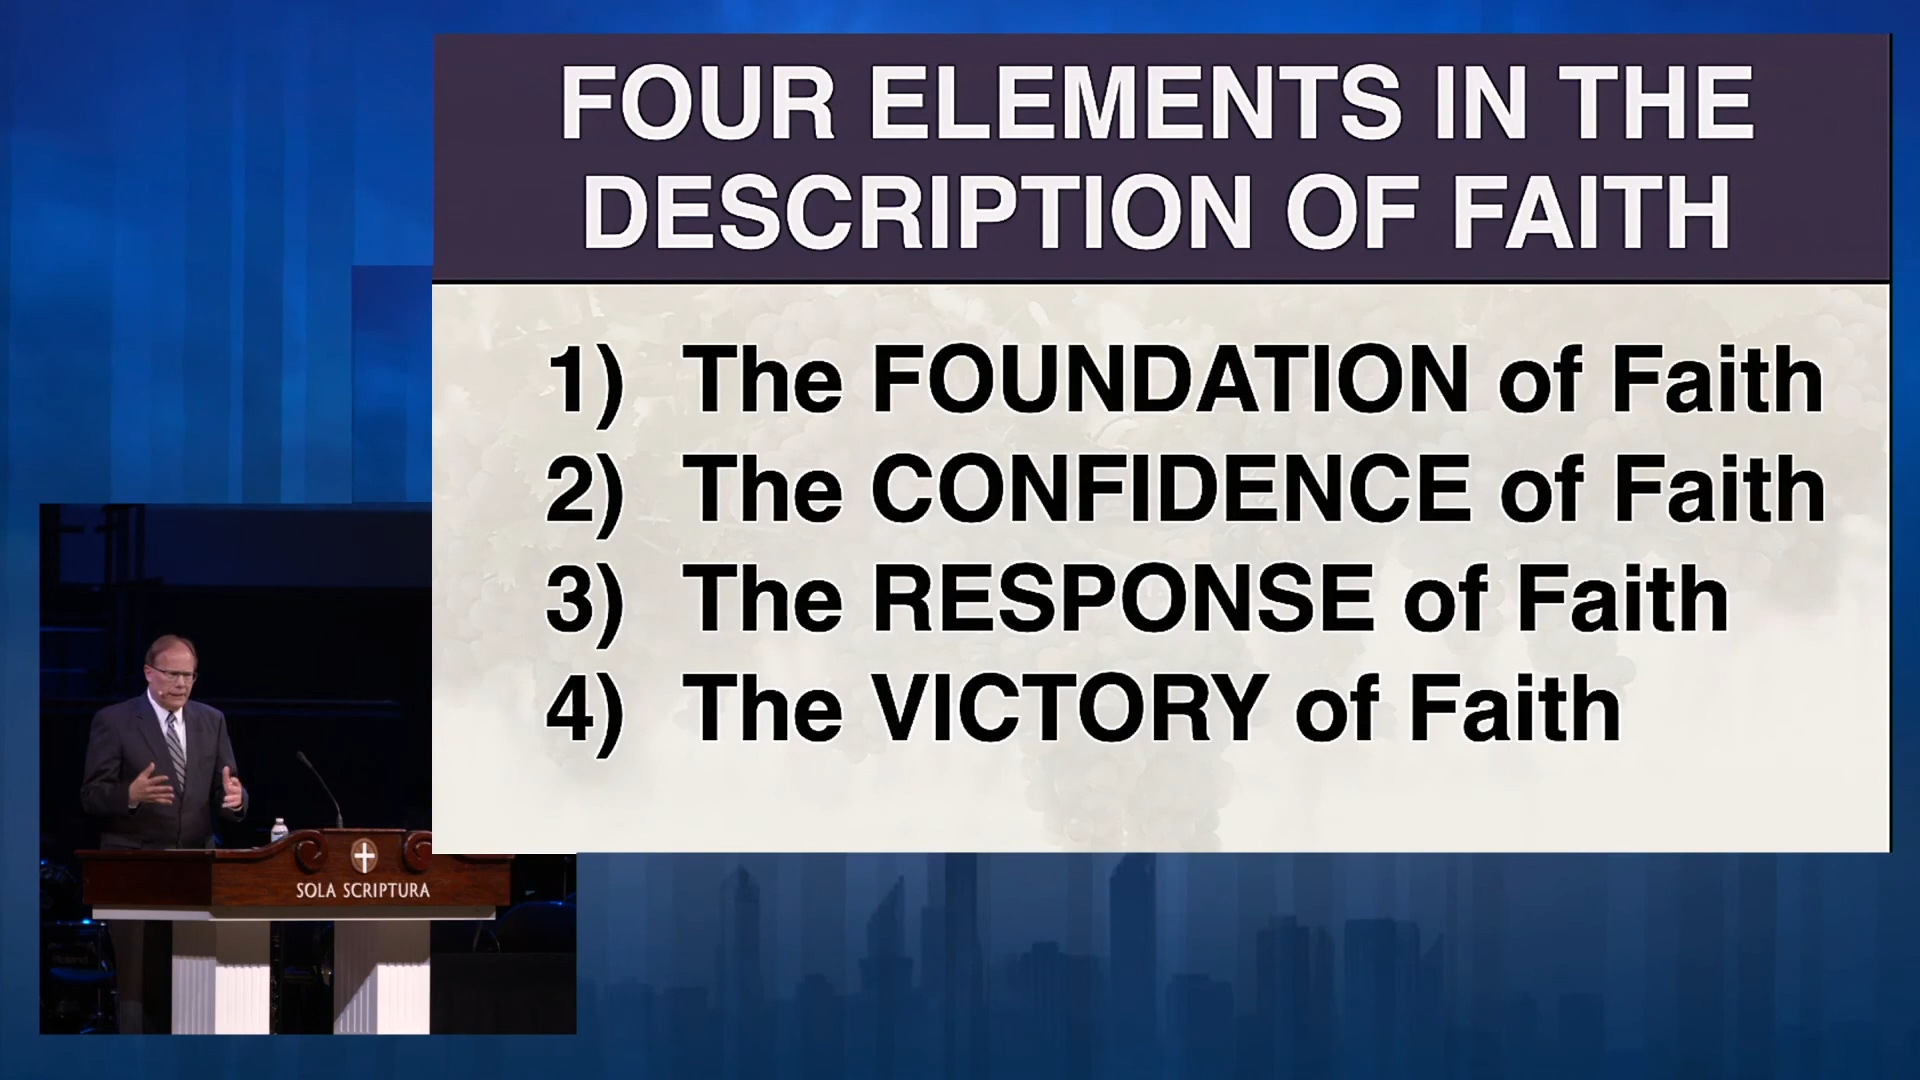 FOUR ELEMENTS IN THE
DESCRIPTION OF FAITH
1) The FOUNDATION of Faith
2) The CONFIDENCE of Faith
3) The RESPONSE of Faith
4) The VICTORY of Faith
SOLA SCRIPTURA
Roland